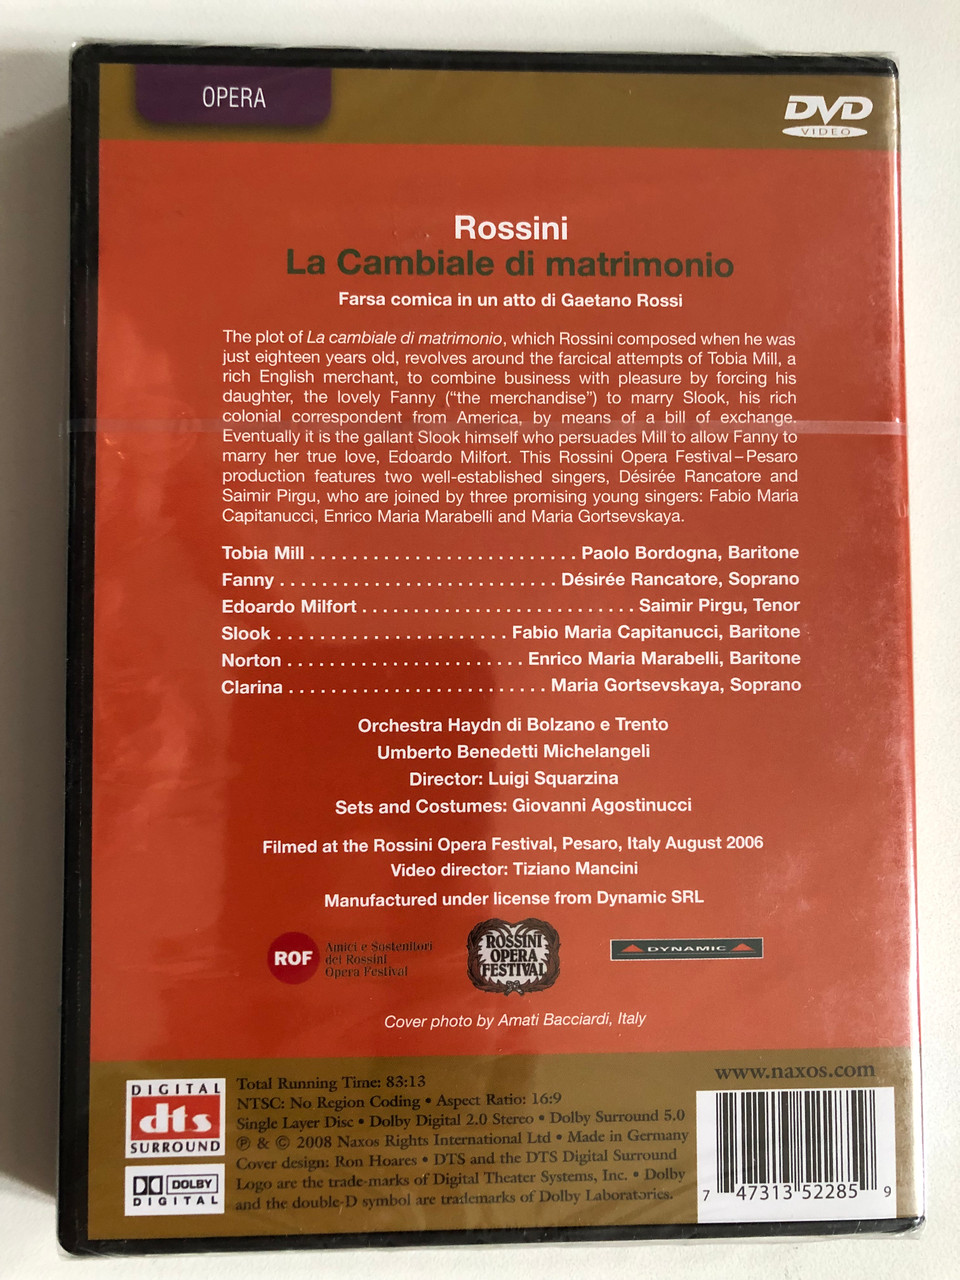 OPERA
DVD
VIDEO
Rossini
La Cambiale di matrimonio
Farsa comica in un atto di Gaetano Rossi
The plot of La cambiale di matrimonio, which Rossini composed when he was
just eighteen years old, revolves around the farcical attempts of Tobia Mill, a
rich English merchant, to combine business with pleasure by forcing his
daughter, the lovely Fanny (“the merchandise”) to marry Slook, his rich
colonial correspondent from America, by means of a bill of exchange.
Eventually it is the gallant Slook himself who persuades Mill to allow Fanny to
marry her true love, Edoardo Milfort. This Rossini Opera Festival–Pesaro
production features two well-established singers, Désirée Rancatore and
Saimir Pirgu, who are joined by three promising young singers: Fabio Maria
Capitanucci, Enrico Maria Marabelli and Maria Gortsevskaya.
Tobia Mill . . . . . . . . . . . . . . . . . . . . . . . . . . Paolo Bordogna, Baritone
Fanny . . . . . . . . . . . . . . . . . . . . . . . . . . . Désirée Rancatore, Soprano
Edoardo Milfort . . . . . . . . . . . . . . . . . . . . . . . . . . . Saimir Pirgu, Tenor
Slook . . . . . . . . . . . . . . . . . . . . . . . Fabio Maria Capitanucci, Baritone
Norton . . . . . . . . . . . . . . . . . . . . . . . Enrico Maria Marabelli, Baritone
Clarina . . . . . . . . . . . . . . . . . . . . . . . . . Maria Gortsevskaya, Soprano
Orchestra Haydn di Bolzano e Trento
Umberto Benedetti Michelangeli
Director: Luigi Squarzina
Sets and Costumes: Giovanni Agostinucci
Filmed at the Rossini Opera Festival, Pesaro, Italy August 2006
Video director: Tiziano Mancini
Manufactured under license from Dynamic SRL
ROF
Amici e Sostenitori
del Rossini
Opera Festival
ROSSINI
OPERA
FESTIVAL
DYNAMIC
Cover photo by Amati Bacciardi, Italy
www.naxos.com
DIGITAL
dts
SURROUND
DOLBY
DIGITAL
Total Running Time: 83:13
NTSC: No Region Coding • Aspect Ratio: 16:9
Single Layer Disc • Dolby Digital 2.0 Stereo • Dolby Surround 5.0
℗ & © 2008 Naxos Rights International Ltd • Made in Germany
Cover design: Ron Hoares • DTS and the DTS Digital Surround
Logo are the trade-marks of Digital Theater Systems, Inc. • Dolby
and the double-D symbol are trademarks of Dolby Laboratories.
7 47313 52285 9